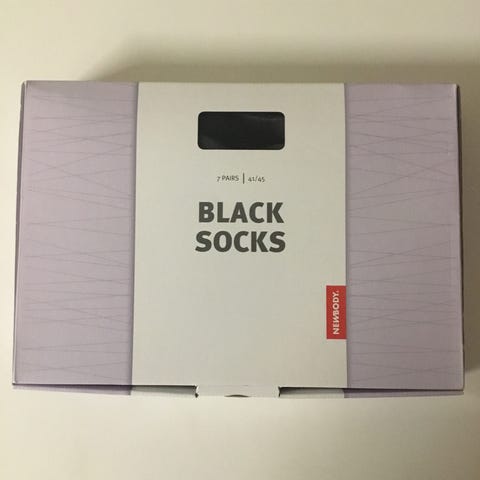 7 PAIRS | 41/45
BLACK
SOCKS
NEWBODY.